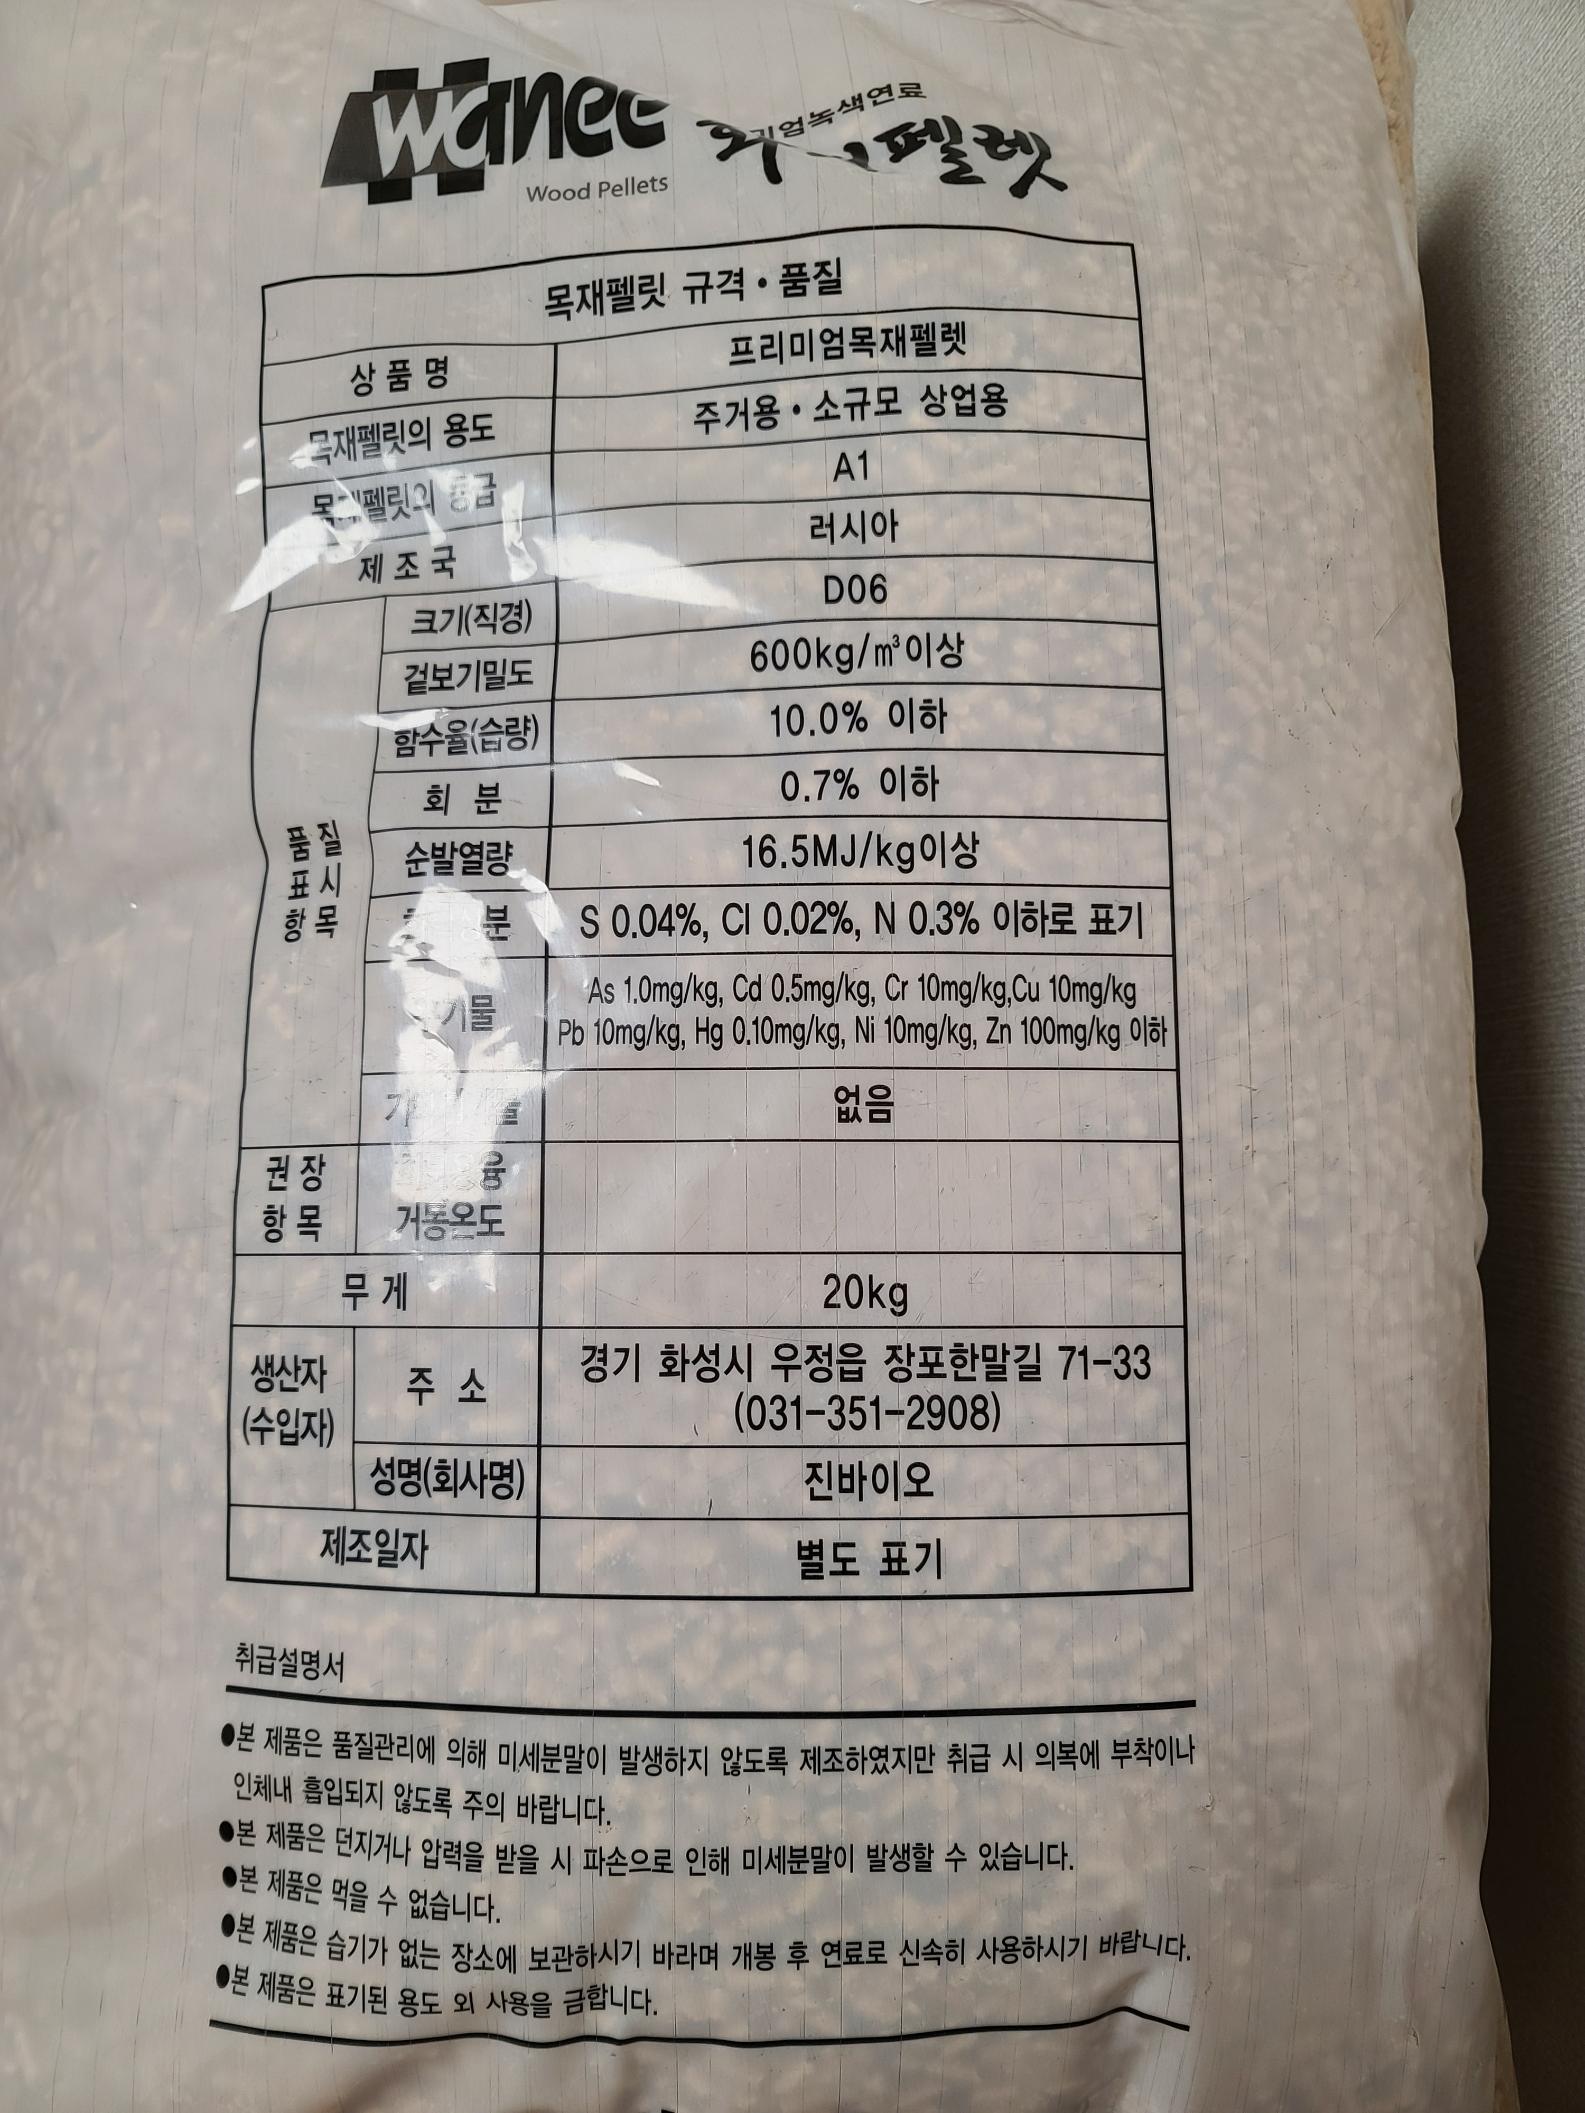 Wanee
Wood Pellets
녹색연료
펠렛
목재펠릿 규격 • 품질
상 품 명 프리미엄목재펠렛
목재펠릿의 용도 주거용 • 소규모 상업용
목재펠릿의 등급 A1
제 조 국 러시아
품 질
표 시
항 목
크기(직경) D06
겉보기밀도 600kg/㎥이상
함수율(습량) 10.0% 이하
회 분 0.7% 이하
순발열량 16.5MJ/kg이상
S 0.04%, Cl 0.02%, N 0.3% 이하로 표기
As 1.0mg/kg, Cd 0.5mg/kg, Cr 10mg/kg,Cu 10mg/kg
Pb 10mg/kg, Hg 0.10mg/kg, Ni 10mg/kg, Zn 100mg/kg 이하
없음
권 장
항 목
거동온도
무 게 20kg
생산자
(수입자)
주 소 경기 화성시 우정읍 장포한말길 71-33
(031-351-2908)
성명(회사명) 진바이오
제조일자 별도 표기
취급설명서
●본 제품은 품질관리에 의해 미세분말이 발생하지 않도록 제조하였지만 취급 시 의복에 부착이나
인체내 흡입되지 않도록 주의 바랍니다.
●본 제품은 던지거나 압력을 받을 시 파손으로 인해 미세분말이 발생할 수 있습니다.
●본 제품은 먹을 수 없습니다.
●본 제품은 습기가 없는 장소에 보관하시기 바라며 개봉 후 연료로 신속히 사용하시기 바랍니다.
●본 제품은 표기된 용도 외 사용을 금합니다.